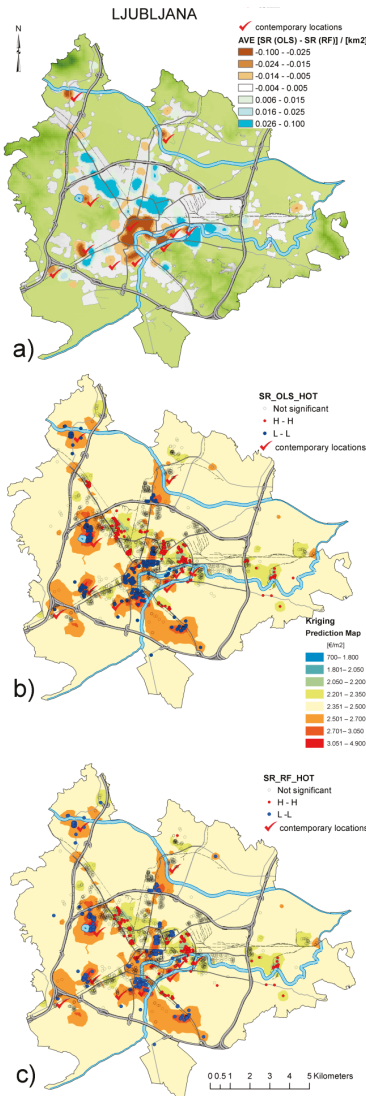 LJUBLJANA
N
contemporary locations
AVE [SR (OLS) - SR (RF)] / [km2]
-0.100 - -0.025
-0.024 - -0.015
-0.014 - -0.005
-0.004 - 0.005
0.006 - 0.015
0.016 - 0.025
0.026 - 0.100
a)
SR_OLS_HOT
Not significant
H - H
L - L
contemporary locations
Kriging
Prediction Map
[€/m2]
700– 1.800
1.801– 2.050
2.050 – 2.200
2.201 – 2.350
2.351 – 2.500
2.501 – 2.700
2.701– 3.050
3.051 – 4.900
b)
SR_RF_HOT
Not significant
H - H
L - L
contemporary locations
c)
0 0.5 1 2 3 4 5 Kilometers